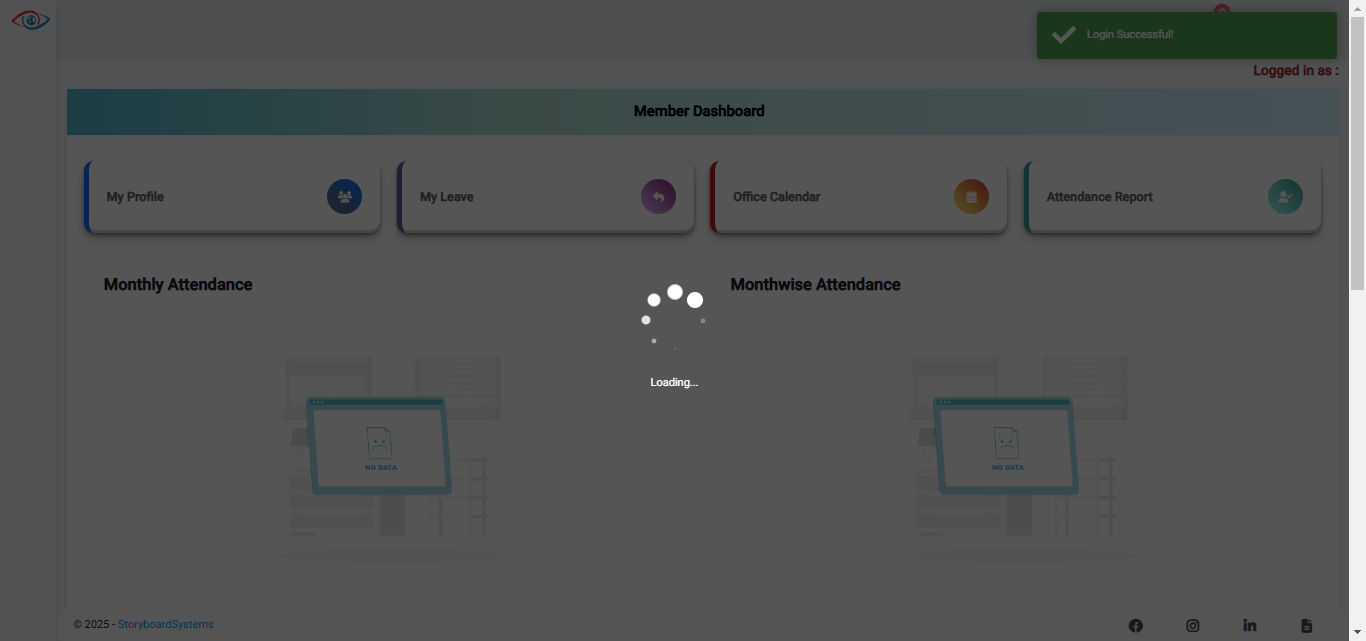 Login Successful!
Logged in as :
Member Dashboard
My Profile
My Leave
Office Calendar
Attendance Report
Monthly Attendance
Monthwise Attendance
NO DATA
NO DATA
Loading...
© 2025 - StoryboardSystems